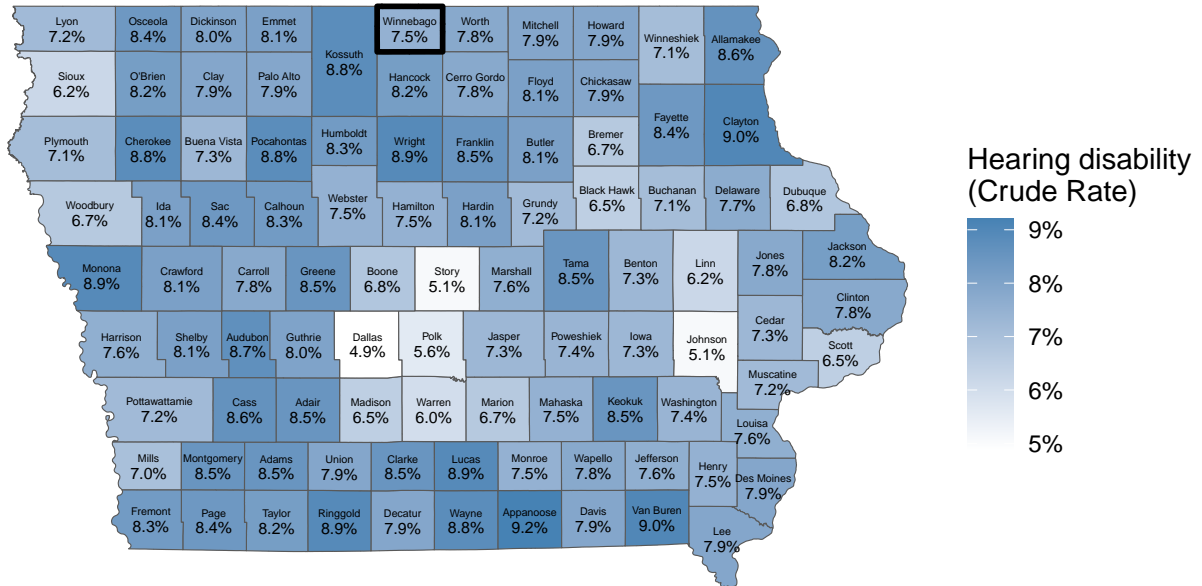 Lyon
7.2%
Osceola
8.4%
Dickinson
8.0%
Emmet
8.1%
Winnebago
7.5%
Worth
7.8%
Mitchell
7.9%
Howard
7.9%
Winneshiek
7.1%
Allamakee
8.6%
Kossuth
8.8%
Sioux
6.2%
O'Brien
8.2%
Clay
7.9%
Palo Alto
7.9%
Hancock
8.2%
Cerro Gordo
7.8%
Floyd
8.1%
Chickasaw
7.9%
Fayette
8.4%
Clayton
9.0%
Plymouth
7.1%
Cherokee
8.8%
Buena Vista
7.3%
Pocahontas
8.8%
Humboldt
8.3%
Wright
8.9%
Franklin
8.5%
Butler
8.1%
Bremer
6.7%
Woodbury
6.7%
Ida
8.1%
Sac
8.4%
Calhoun
8.3%
Webster
7.5%
Hamilton
7.5%
Hardin
8.1%
Grundy
7.2%
Black Hawk
6.5%
Buchanan
7.1%
Delaware
7.7%
Dubuque
6.8%
Monona
8.9%
Crawford
8.1%
Carroll
7.8%
Greene
8.5%
Boone
6.8%
Story
5.1%
Marshall
7.6%
Tama
8.5%
Benton
7.3%
Linn
6.2%
Jones
7.8%
Jackson
8.2%
Clinton
7.8%
Harrison
7.6%
Shelby
8.1%
Audubon
8.7%
Guthrie
8.0%
Dallas
4.9%
Polk
5.6%
Jasper
7.3%
Poweshiek
7.4%
Iowa
7.3%
Johnson
5.1%
Cedar
7.3%
Scott
6.5%
Muscatine
7.2%
Pottawattamie
7.2%
Cass
8.6%
Adair
8.5%
Madison
6.5%
Warren
6.0%
Marion
6.7%
Mahaska
7.5%
Keokuk
8.5%
Washington
7.4%
Louisa
7.6%
Mills
7.0%
Montgomery
8.5%
Adams
8.5%
Union
7.9%
Clarke
8.5%
Lucas
8.9%
Monroe
7.5%
Wapello
7.8%
Jefferson
7.6%
Henry
7.5%
Des Moines
7.9%
Fremont
8.3%
Page
8.4%
Taylor
8.2%
Ringgold
8.9%
Decatur
7.9%
Wayne
8.8%
Appanoose
9.2%
Davis
7.9%
Van Buren
9.0%
Lee
7.9%
Hearing disability
(Crude Rate)
9%
8%
7%
6%
5%